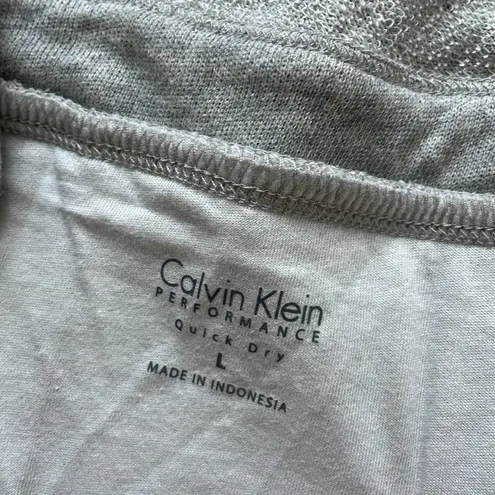 Calvin Klein
PERFORMANCE
Quick Dry
L
MADE IN INDONESIA